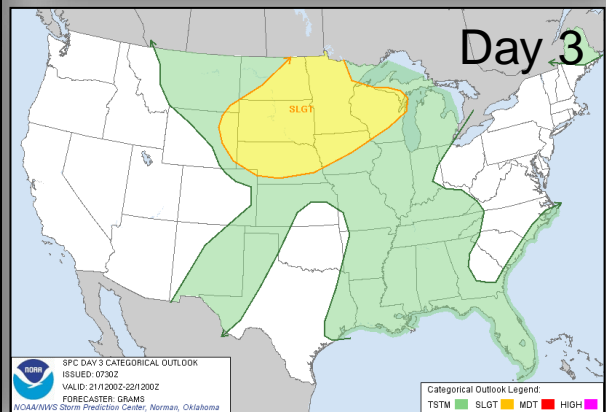 Day 3
SLGT
NOAA
SPC DAY 3 CATEGORICAL OUTLOOK
ISSUED: 0730Z
VALID: 21/1200Z-22/1200Z
FORECASTER: GRAMS
NOAA/NWS Storm Prediction Center, Norman, Oklahoma
Categorical Outlook Legend:
TSTM SLGT MDT HIGH